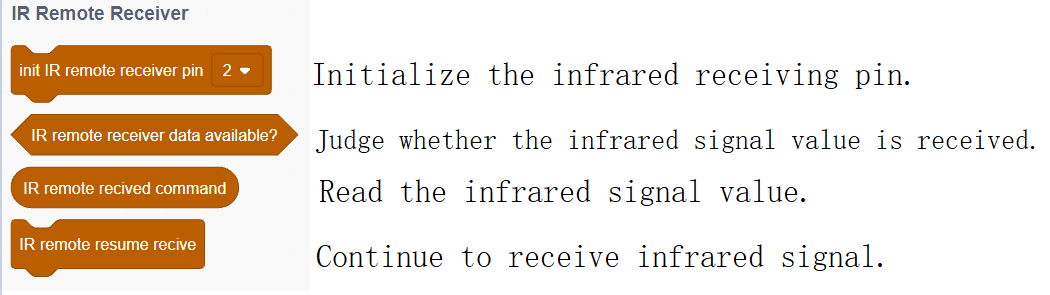 IR Remote Receiver
init IR remote receiver pin 2
Initialize the infrared receiving pin.
IR remote receiver data available?
Judge whether the infrared signal value is received.
IR remote recived command
Read the infrared signal value.
IR remote resume recive
Continue to receive infrared signal.